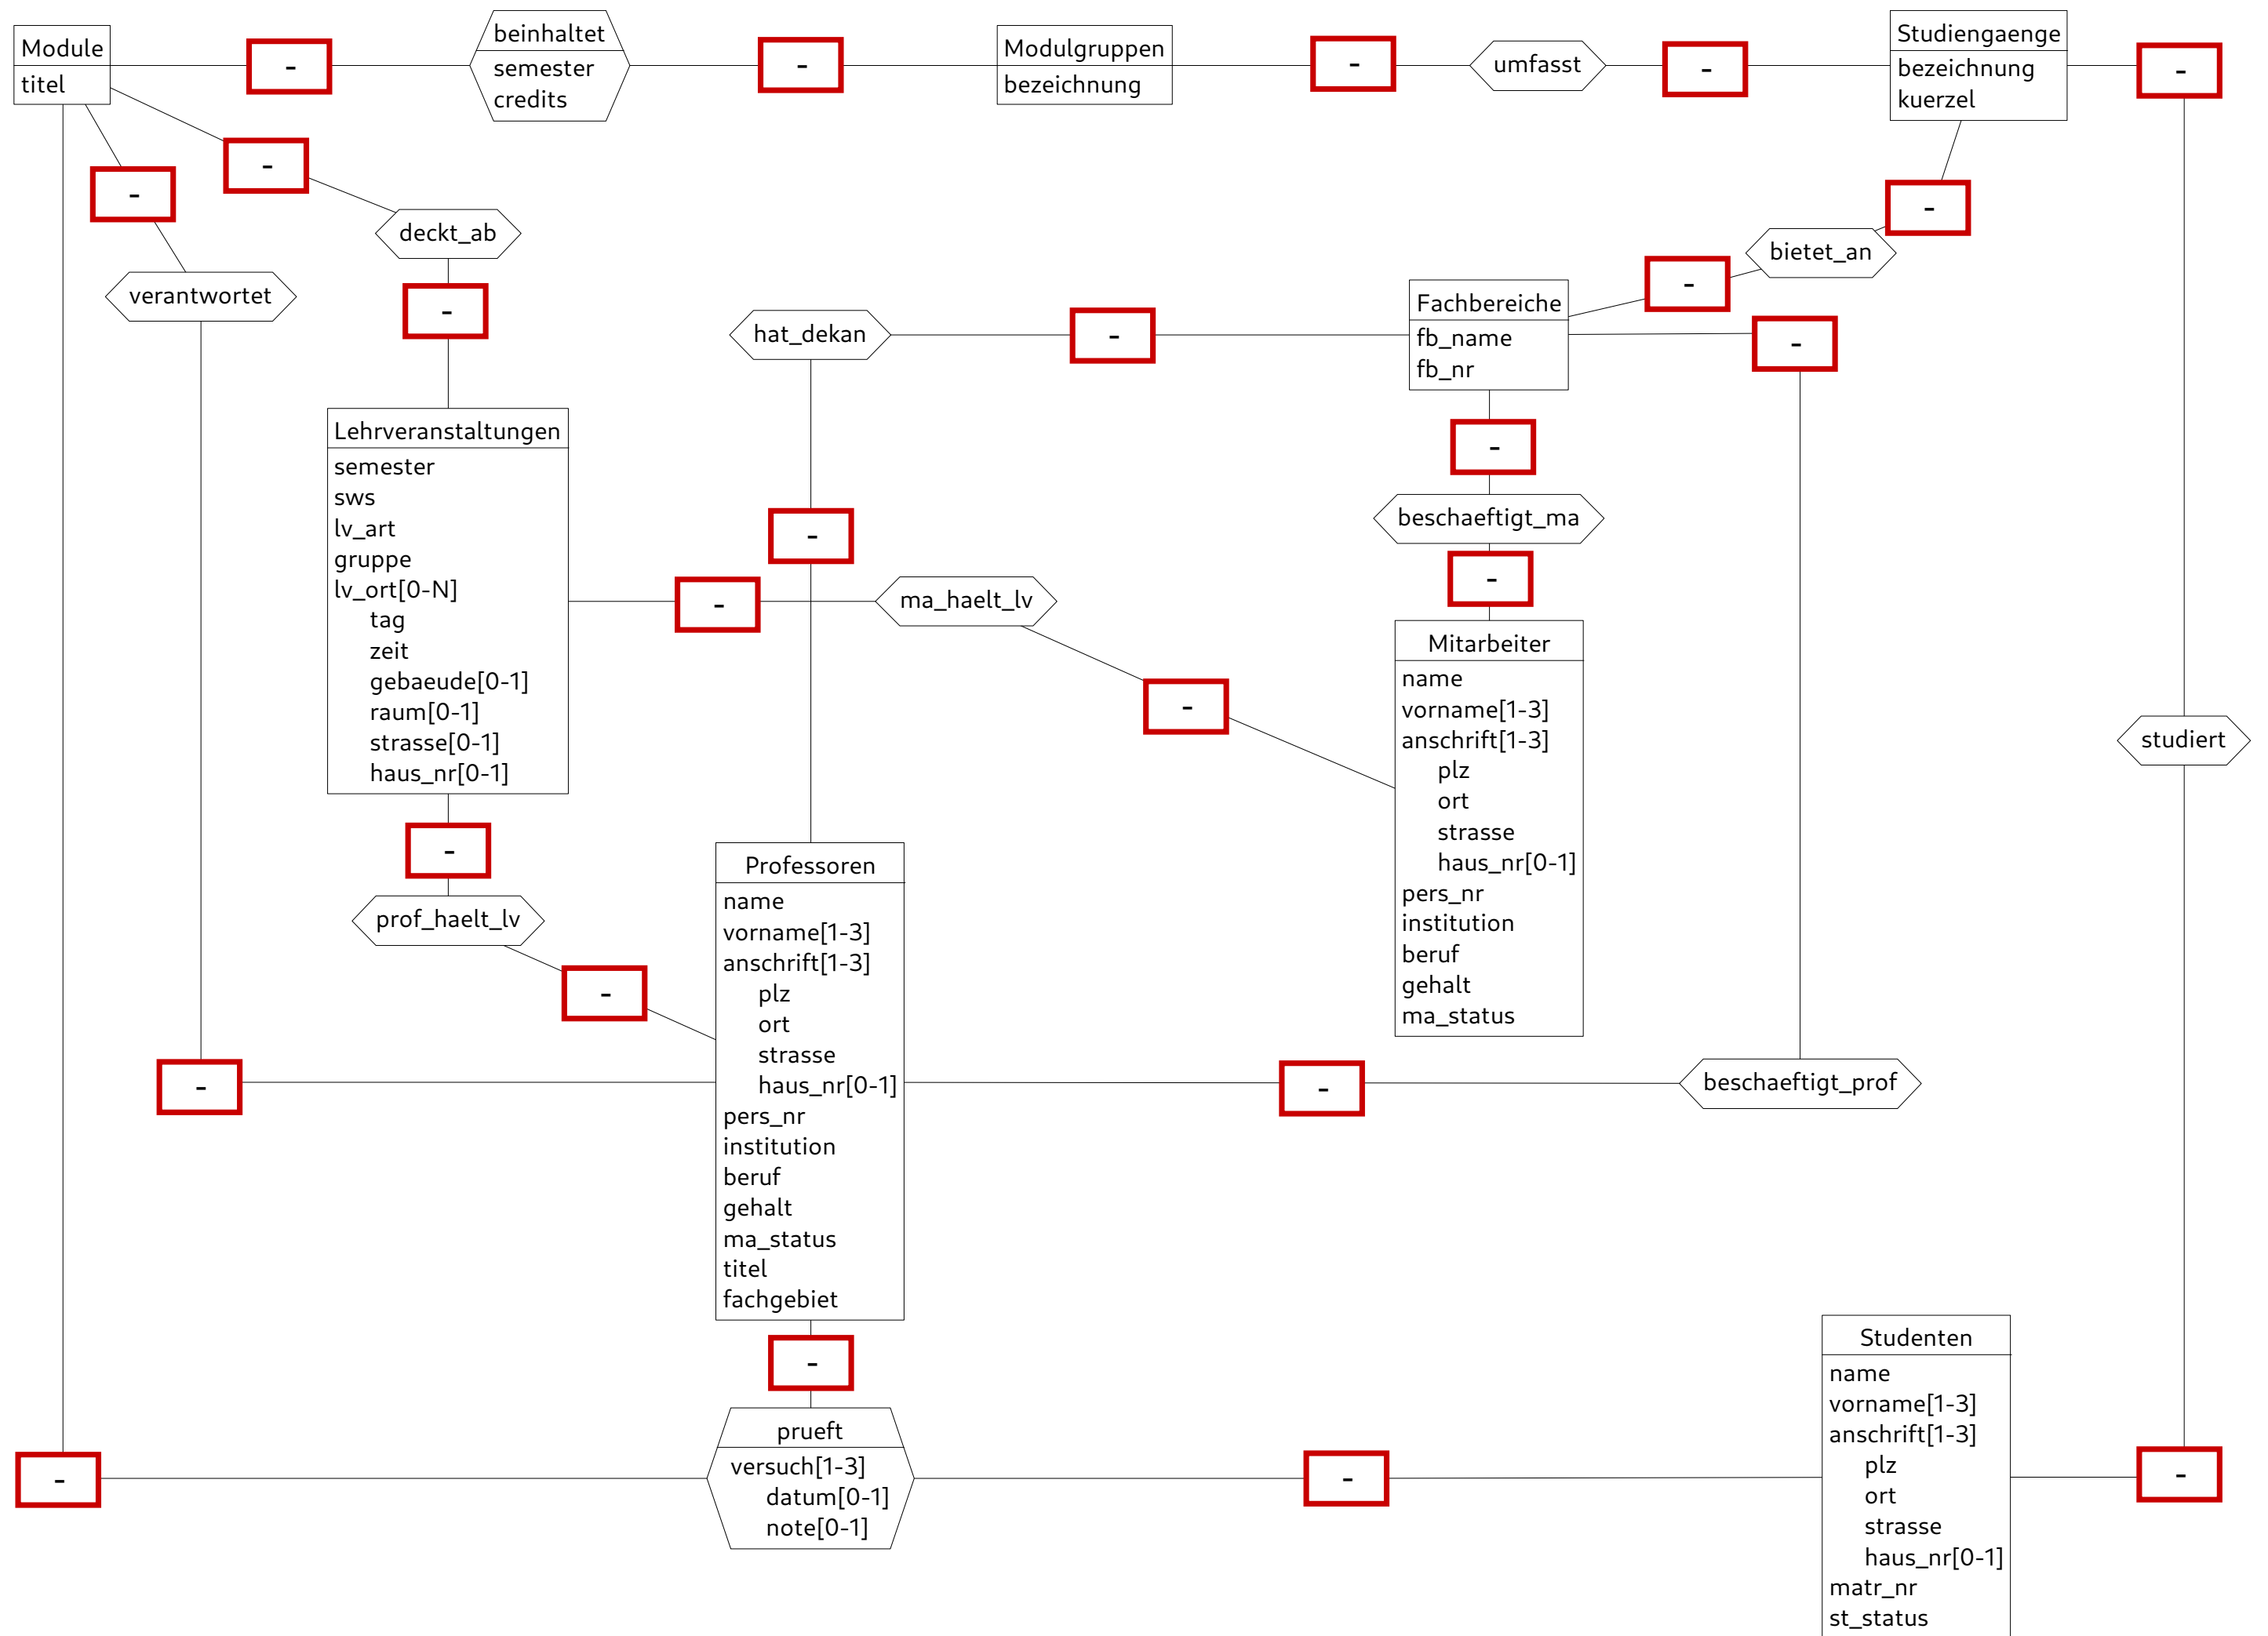 Module
titel
-
beinhaltet
semester
credits
-
Modulgruppen
bezeichnung
-
umfasst
-
Studiengaenge
bezeichnung
kuerzel
-
-
-
deckt_ab
verantwortet
-
-
bietet_an
-
hat_dekan
-
Fachbereiche
fb_name
fb_nr
-
-
beschaeftigt_ma
-
Lehrveranstaltungen
semester
sws
lv_art
gruppe
lv_ort[0-N]
tag
zeit
gebaeude[0-1]
raum[0-1]
strasse[0-1]
haus_nr[0-1]
-
-
ma_haelt_lv
-
Mitarbeiter
name
vorname[1-3]
anschrift[1-3]
plz
ort
strasse
haus_nr[0-1]
pers_nr
institution
beruf
gehalt
ma_status
studiert
-
prof_haelt_lv
-
Professoren
name
vorname[1-3]
anschrift[1-3]
plz
ort
strasse
haus_nr[0-1]
pers_nr
institution
beruf
gehalt
ma_status
titel
fachgebiet
-
-
beschaeftigt_prof
-
-
prueft
versuch[1-3]
datum[0-1]
note[0-1]
-
Studenten
name
vorname[1-3]
anschrift[1-3]
plz
ort
strasse
haus_nr[0-1]
matr_nr
st_status
-